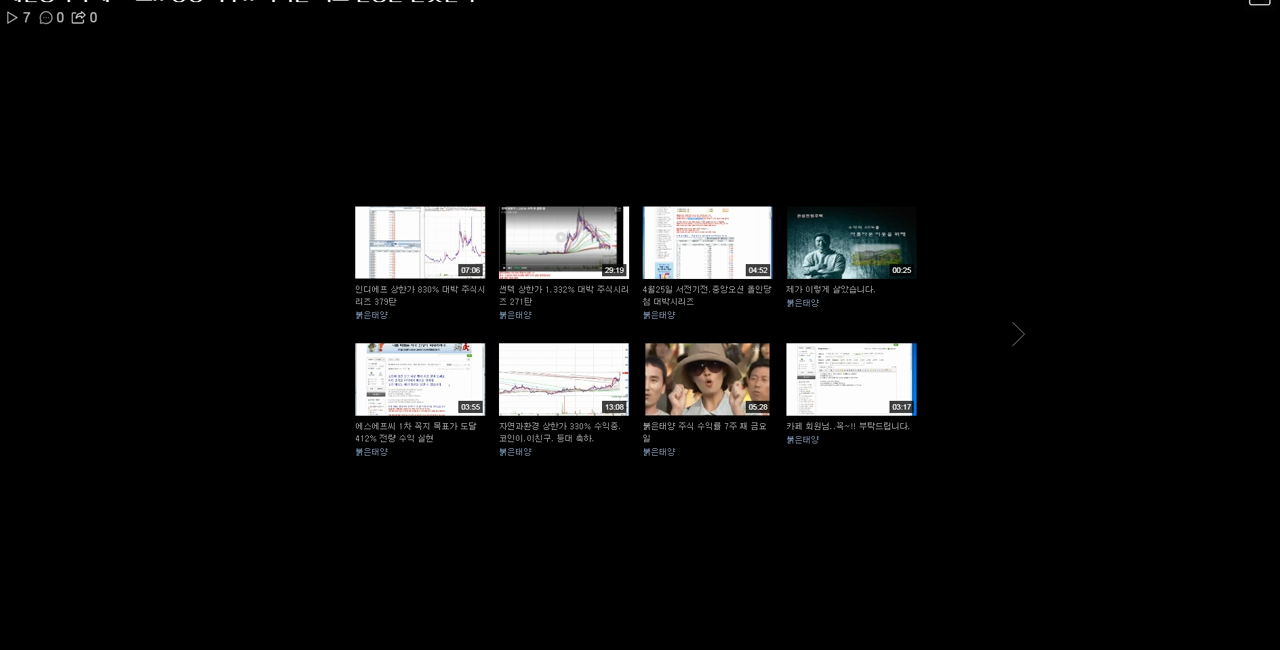 7 0 0
07:06
29:19
04:52
00:25
인디에프 상한가 830% 대박 주식시
리즈 379탄
붉은태양
썬텍 상한가 1,332% 대박 주식시리
즈 271탄
붉은태양
4월25일 서전기전,중앙오션 올인당
첨 대박시리즈
붉은태양
제가 이렇게 살았습니다.
붉은태양
03:55
13:08
05:28
03:17
에스에프씨 1차 쪽지 목표가 도달
412% 전량 수익 실현
붉은태양
자연과환경 상한가 330% 수익중.
코인이,이친구. 등대 축하.
붉은태양
붉은태양 주식 수익률 7주 째 금요
일
붉은태양
카페 회원님..꼭~!! 부탁드립니다.
붉은태양